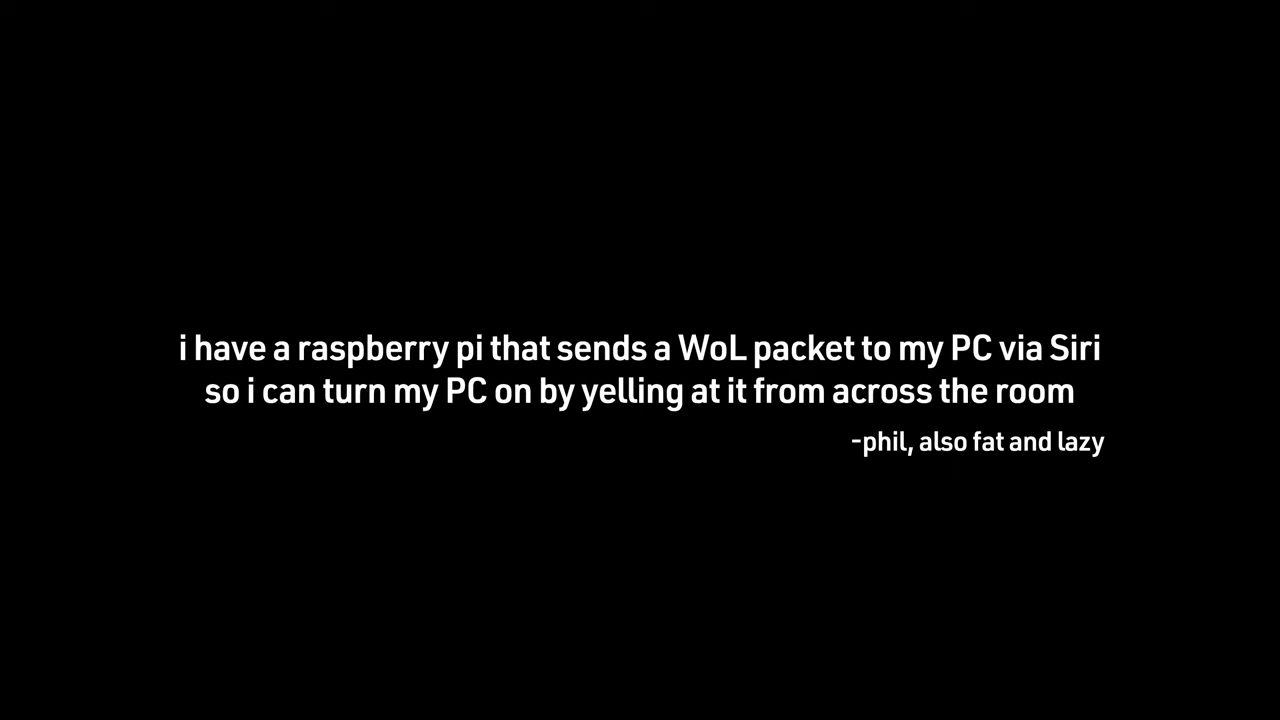 i have a raspberry pi that sends a WoL packet to my PC via Siri
so i can turn my PC on by yelling at it from across the room
-phil, also fat and lazy